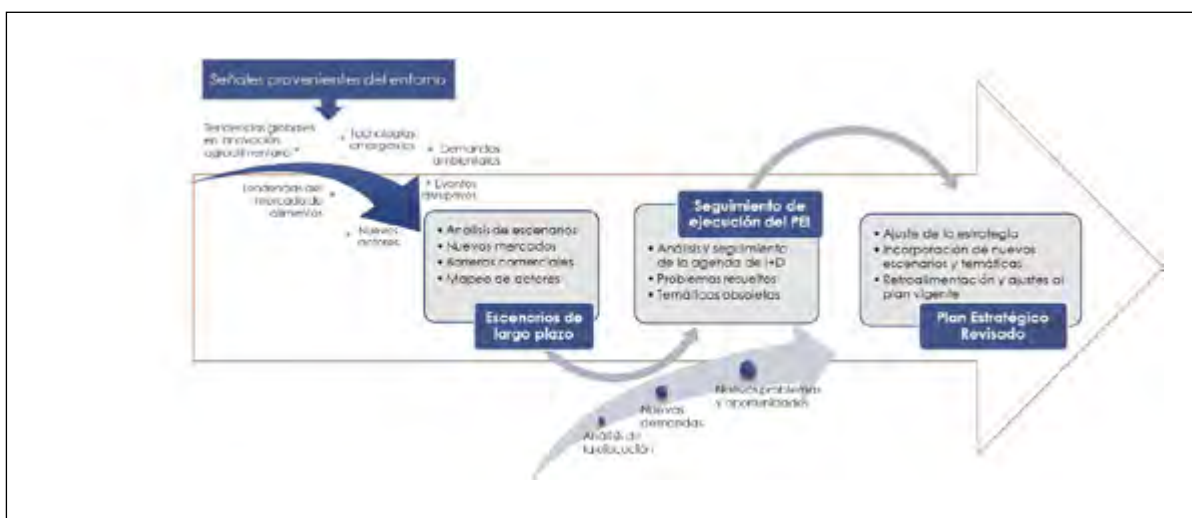 Señales provenientes del entorno
Tendencias globales
en innovación
agroalimentaria
Tecnologías
emergentes
Demandas
ambientales
Tendencias del
mercado de
alimentos
Eventos
disruptivos
Nuevos
actores
• Análisis de escenarios
• Nuevos mercados
• Barreras comerciales
• Mapeo de actores
Escenarios de
largo plazo
Seguimiento de
ejecución del PEI
• Análisis y seguimiento
de la agenda de I+D
• Problemas resueltos
• Temáticas obsoletas
• Ajuste de la estrategia
• Incorporación de nuevos
escenarios y temáticas
• Retroalimentación y ajustes al
plan vigente
Plan Estratégico
Revisado
Análisis de
la situación
Nuevas
demandas
Nuevos problemas
y oportunidades